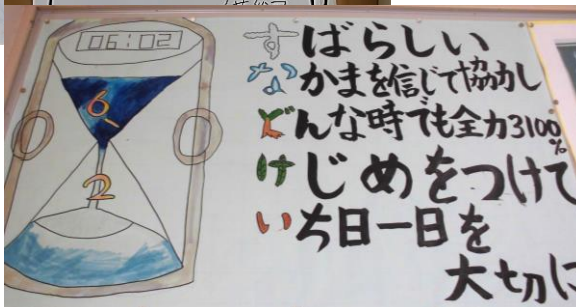 06:02
6
2
すばらしい
なかまを信じて協力し
どんな時でも全力3100%
けじめをつけて
いち日一日を
大切に